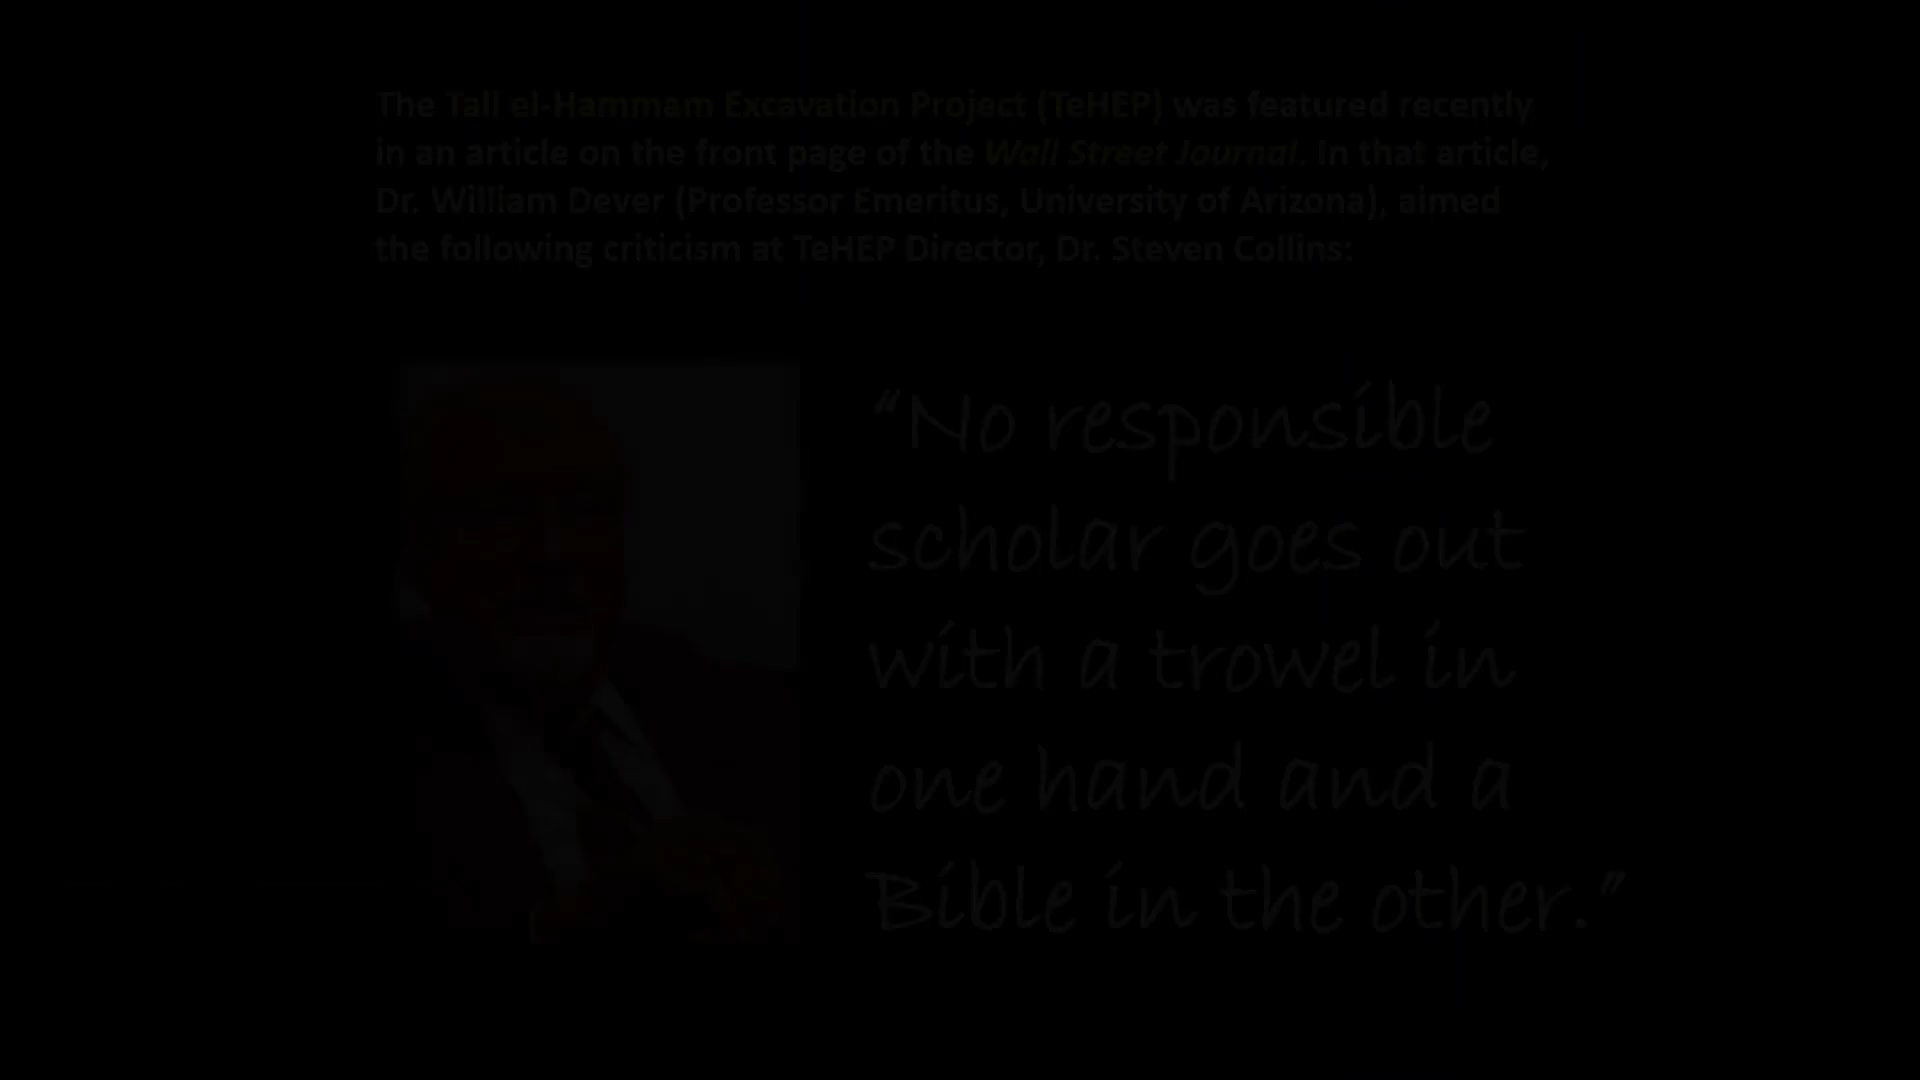 The Tall el-Hammam Excavation Project (TeHEP) was featured recently
in an article on the front page of the Wall Street Journal. In that article,
Dr. William Dever (Professor Emeritus, University of Arizona), aimed
the following criticism at TeHEP Director, Dr. Steven Collins:
“No responsible
scholar goes out
with a trowel in
one hand and a
Bible in the other.”